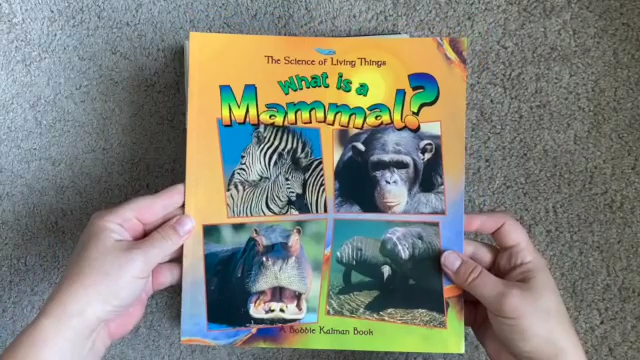 The Science of Living Things
What is a
Mammal?
A Bobbie Kalman Book